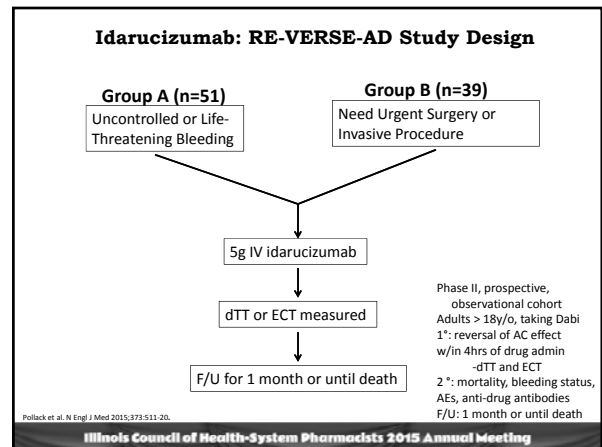 Idarucizumab: RE-VERSE-AD Study Design
Group A (n=51)
Uncontrolled or Life-
Threatening Bleeding
Group B (n=39)
Need Urgent Surgery or
Invasive Procedure
5g IV idarucizumab
dTT or ECT measured
F/U for 1 month or until death
Phase II, prospective,
observational cohort
Adults > 18y/o, taking Dabi
1°: reversal of AC effect
w/in 4hrs of drug admin
-dTT and ECT
2 °: mortality, bleeding status,
AEs, anti-drug antibodies
F/U: 1 month or until death
Pollack et al. N Engl J Med 2015;373:511-20.
Illinois Council of Health-System Pharmacists 2015 Annual Meeting